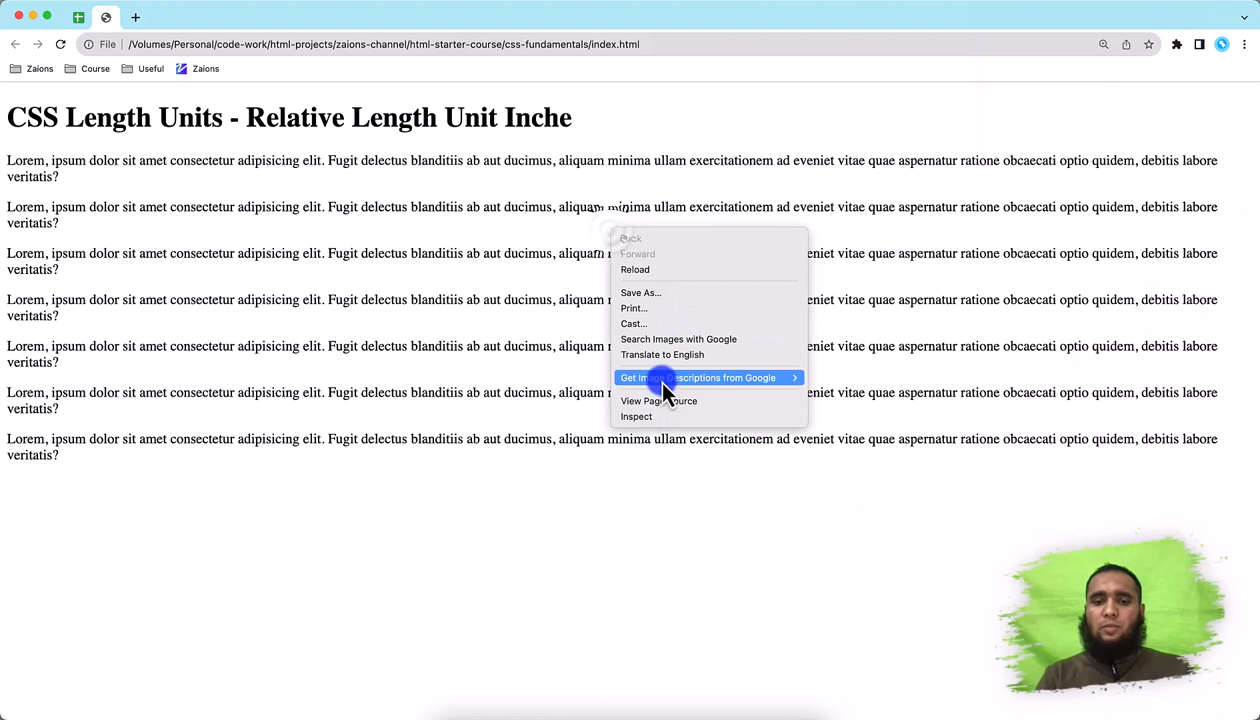 File
/Volumes/Personal/code-work/html-projects/zaions-channel/html-starter-course/css-fundamentals/index.html
Zaions Course Useful Zaions
CSS Length Units - Relative Length Unit Inche
Lorem, ipsum dolor sit amet consectetur adipisicing elit. Fugit delectus blanditiis ab aut ducimus, aliquam minima ullam exercitationem ad eveniet vitae quae aspernatur ratione obcaecati optio quidem, debitis labore
veritatis?
Lorem, ipsum dolor sit amet consectetur adipisicing elit. Fugit delectus blanditiis ab aut ducimus, aliquam minima ullam exercitationem ad eveniet vitae quae aspernatur ratione obcaecati optio quidem, debitis labore
veritatis?
Lorem, ipsum dolor sit amet consectetur adipisicing elit. Fugit delectus blanditiis ab aut ducimus, eveniet vitae quae aspernatur ratione obcaecati optio quidem, debitis labore
veritatis?
Lorem, ipsum dolor sit amet consectetur adipisicing elit. Fugit delectus blanditiis ab aut ducimus, aliquam eveniet vitae quae aspernatur ratione obcaecati optio quidem, debitis labore
veritatis?
Lorem, ipsum dolor sit amet consectetur adipisicing elit. Fugit delectus blanditiis ab aut ducimus, aliquam eveniet vitae quae aspernatur ratione obcaecati optio quidem, debitis labore
veritatis?
Lorem, ipsum dolor sit amet consectetur adipisicing elit. Fugit delectus blanditiis ab aut ducimus, aliquam eveniet vitae quae aspernatur ratione obcaecati optio quidem, debitis labore
veritatis?
Lorem, ipsum dolor sit amet consectetur adipisicing elit. Fugit delectus blanditiis ab aut ducimus, aliquam minima ullam exercitationem ad eveniet vitae quae aspernatur ratione obcaecati optio quidem, debitis labore
veritatis?
Back
Forward
Reload
Save As...
Print...
Cast...
Search Images with Google
Translate to English
Get Image Descriptions from Google
View Page Source
Inspect